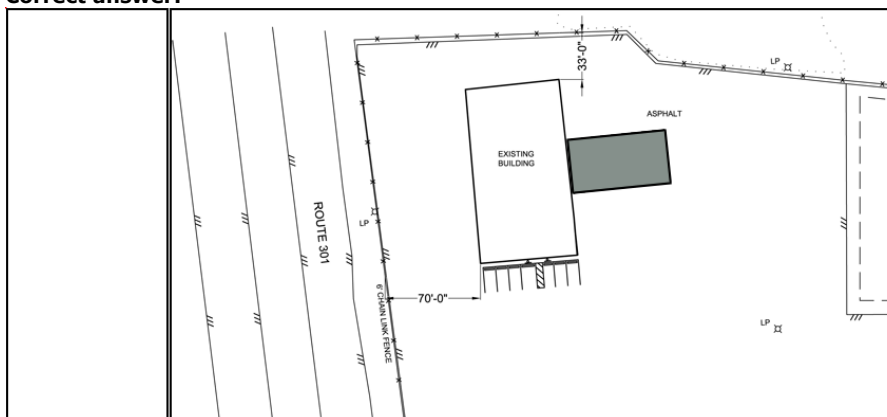 Correct answer:
33'-0"
LP
ASPHALT
EXISTING
BUILDING
ROUTE 301
LP
70'-0"
6' CHAIN LINK FENCE
LP